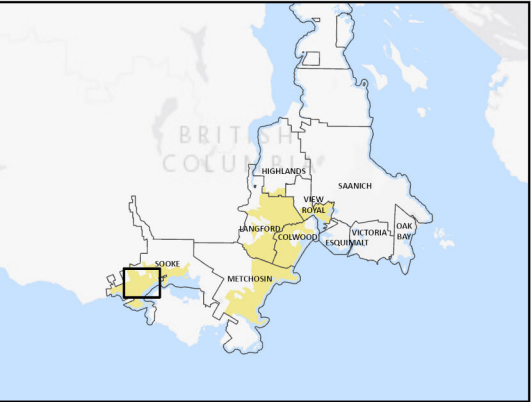 BRITISH
COLUMBIA
HIGHLANDS
SAANICH
VIEW
ROYAL
LANGFORD
COLWOOD
VICTORIA
OAK
BAY
ESQUIMALT
SOOKE
METCHOSIN